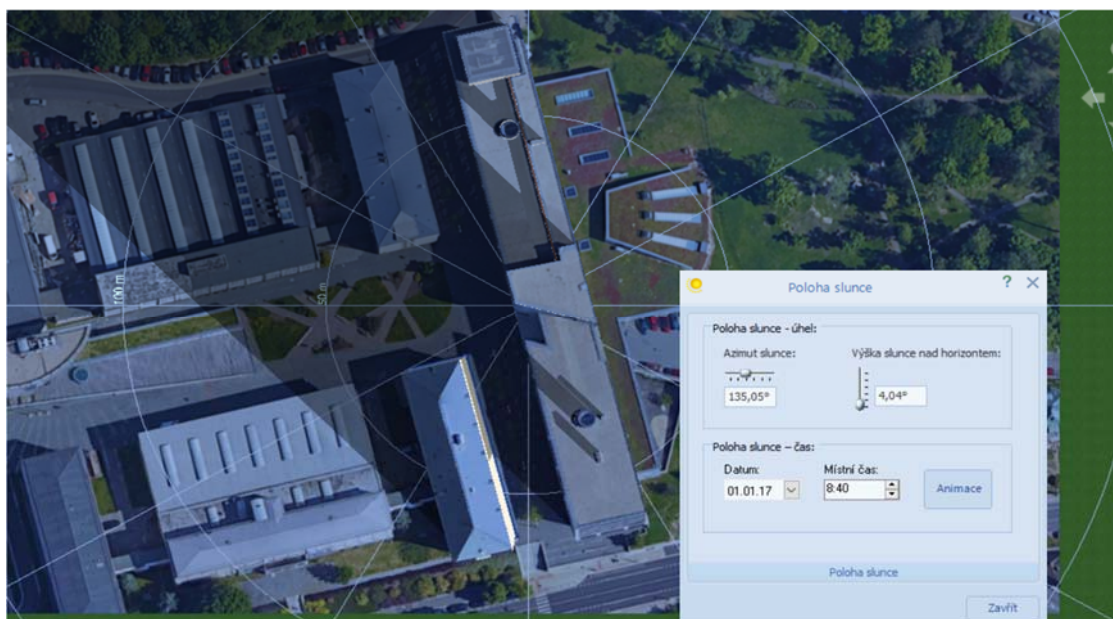 100 m
50 m
Poloha slunce
?
Poloha slunce - úhel:
Azimut slunce:
Výška slunce nad horizontem:
135,05°
4,04°
Poloha slunce – čas:
Datum:
Místní čas:
01.01.17
8:40
Animace
Poloha slunce
Zavřít